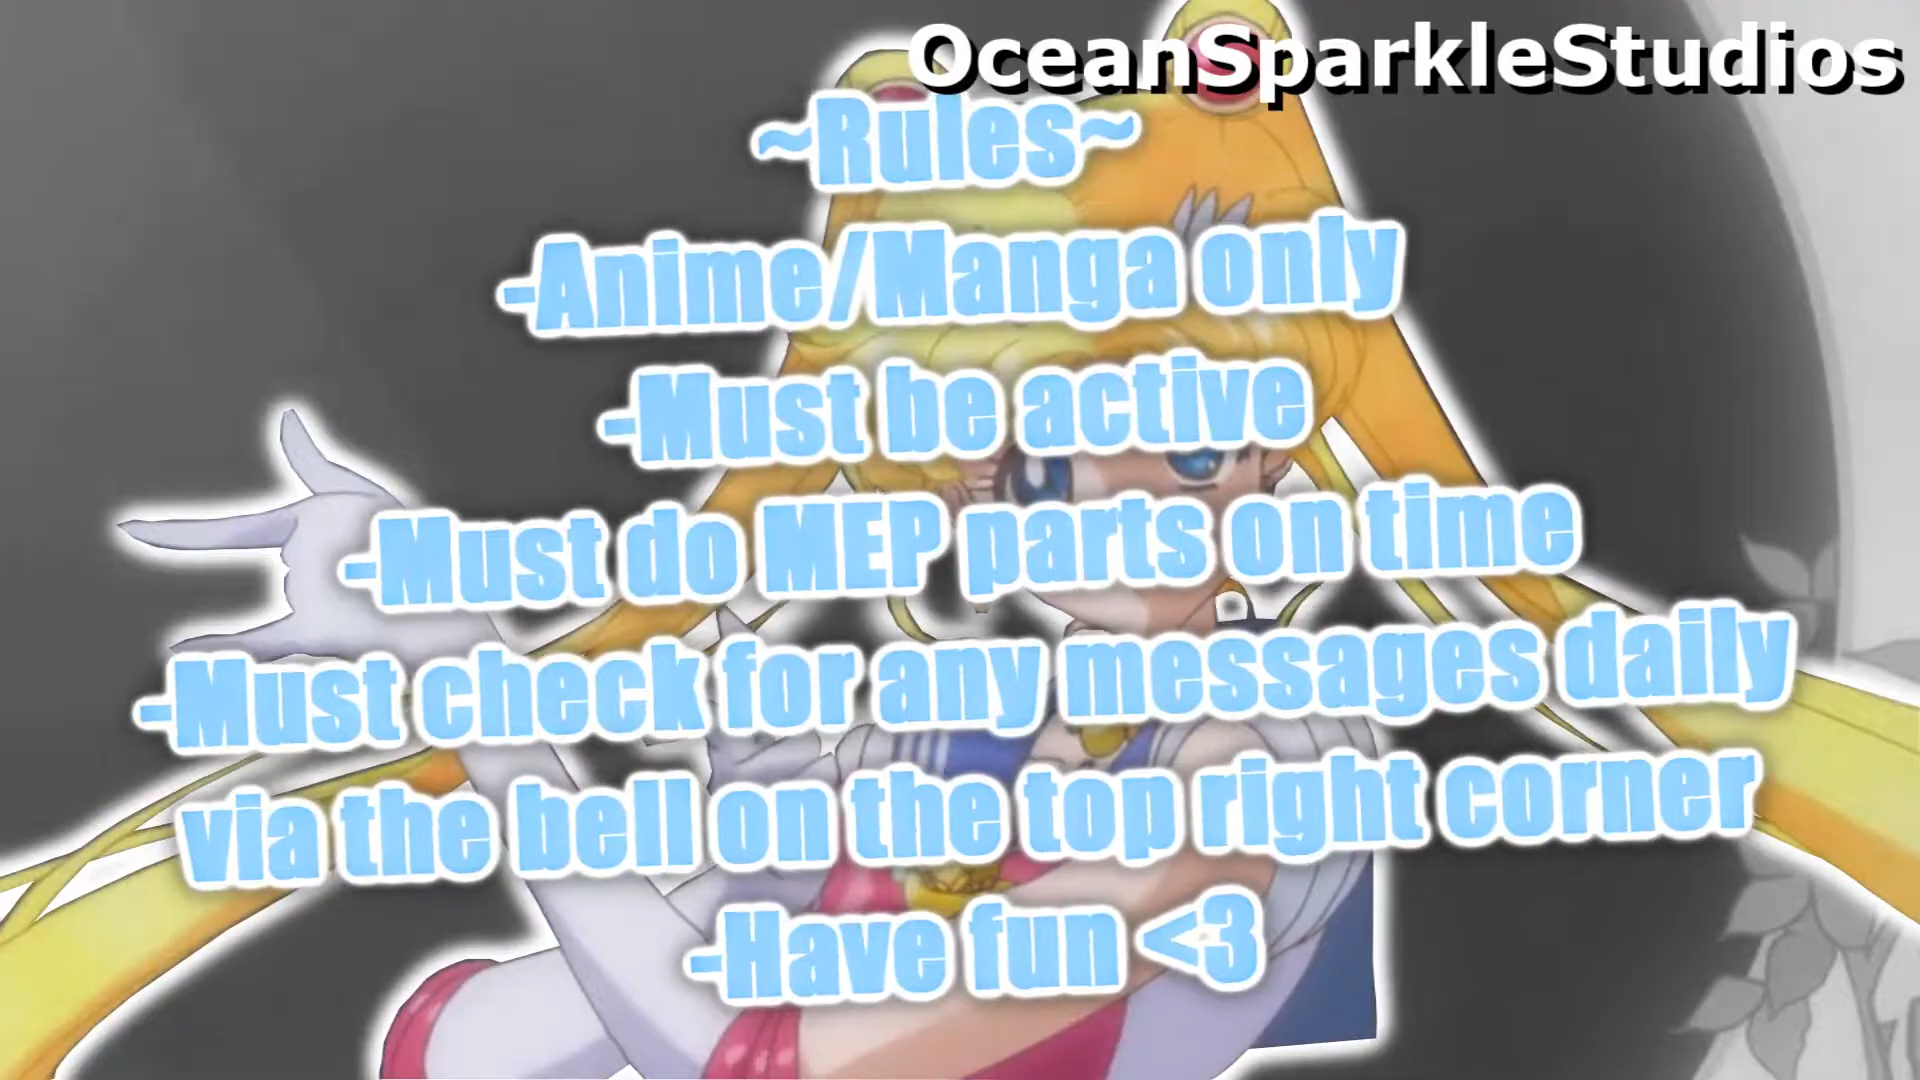 OceanSparkleStudios
~Rules~
-Anime/Manga only
-Must be active
-Must do MEP parts on time
-Must check for any messages daily
via the bell on the top right corner
-Have fun <3